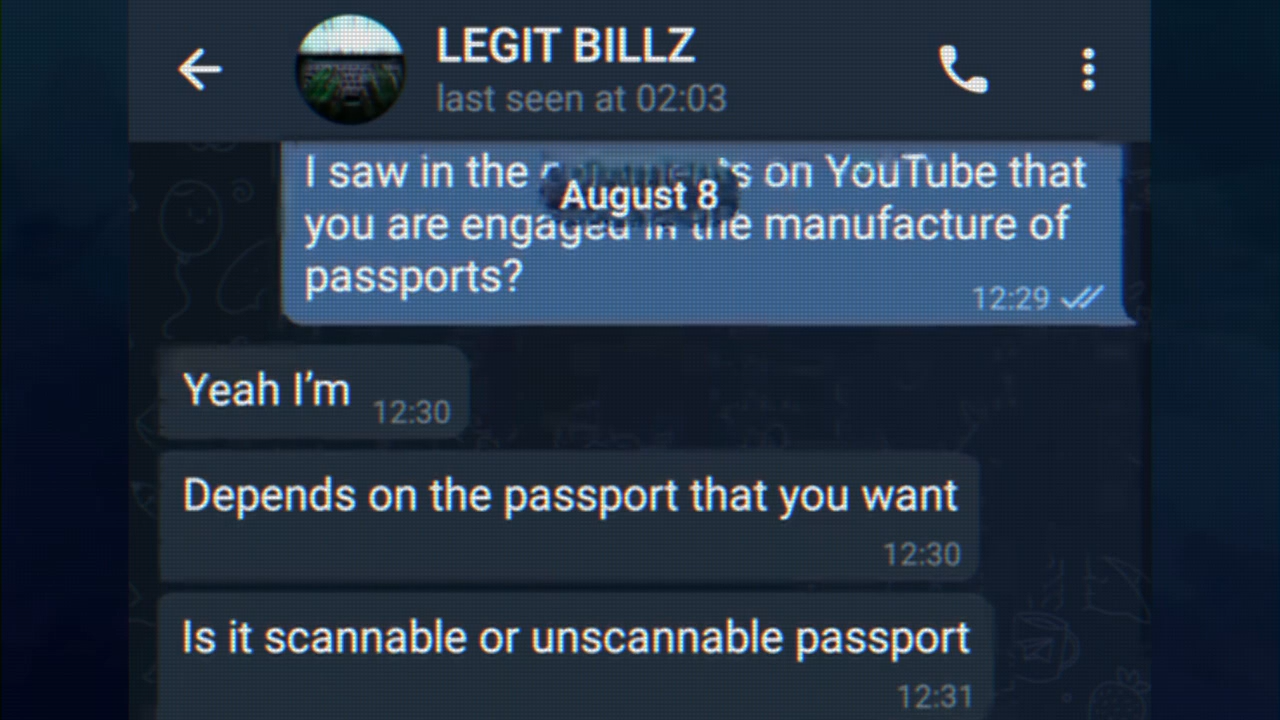 LEGIT BILLZ
last seen at 02:03
I saw in the on YouTube that
August 8
you are engaged in the manufacture of
passports?
12:29
Yeah I’m
12:30
Depends on the passport that you want
12:30
Is it scannable or unscannable passport
12:31